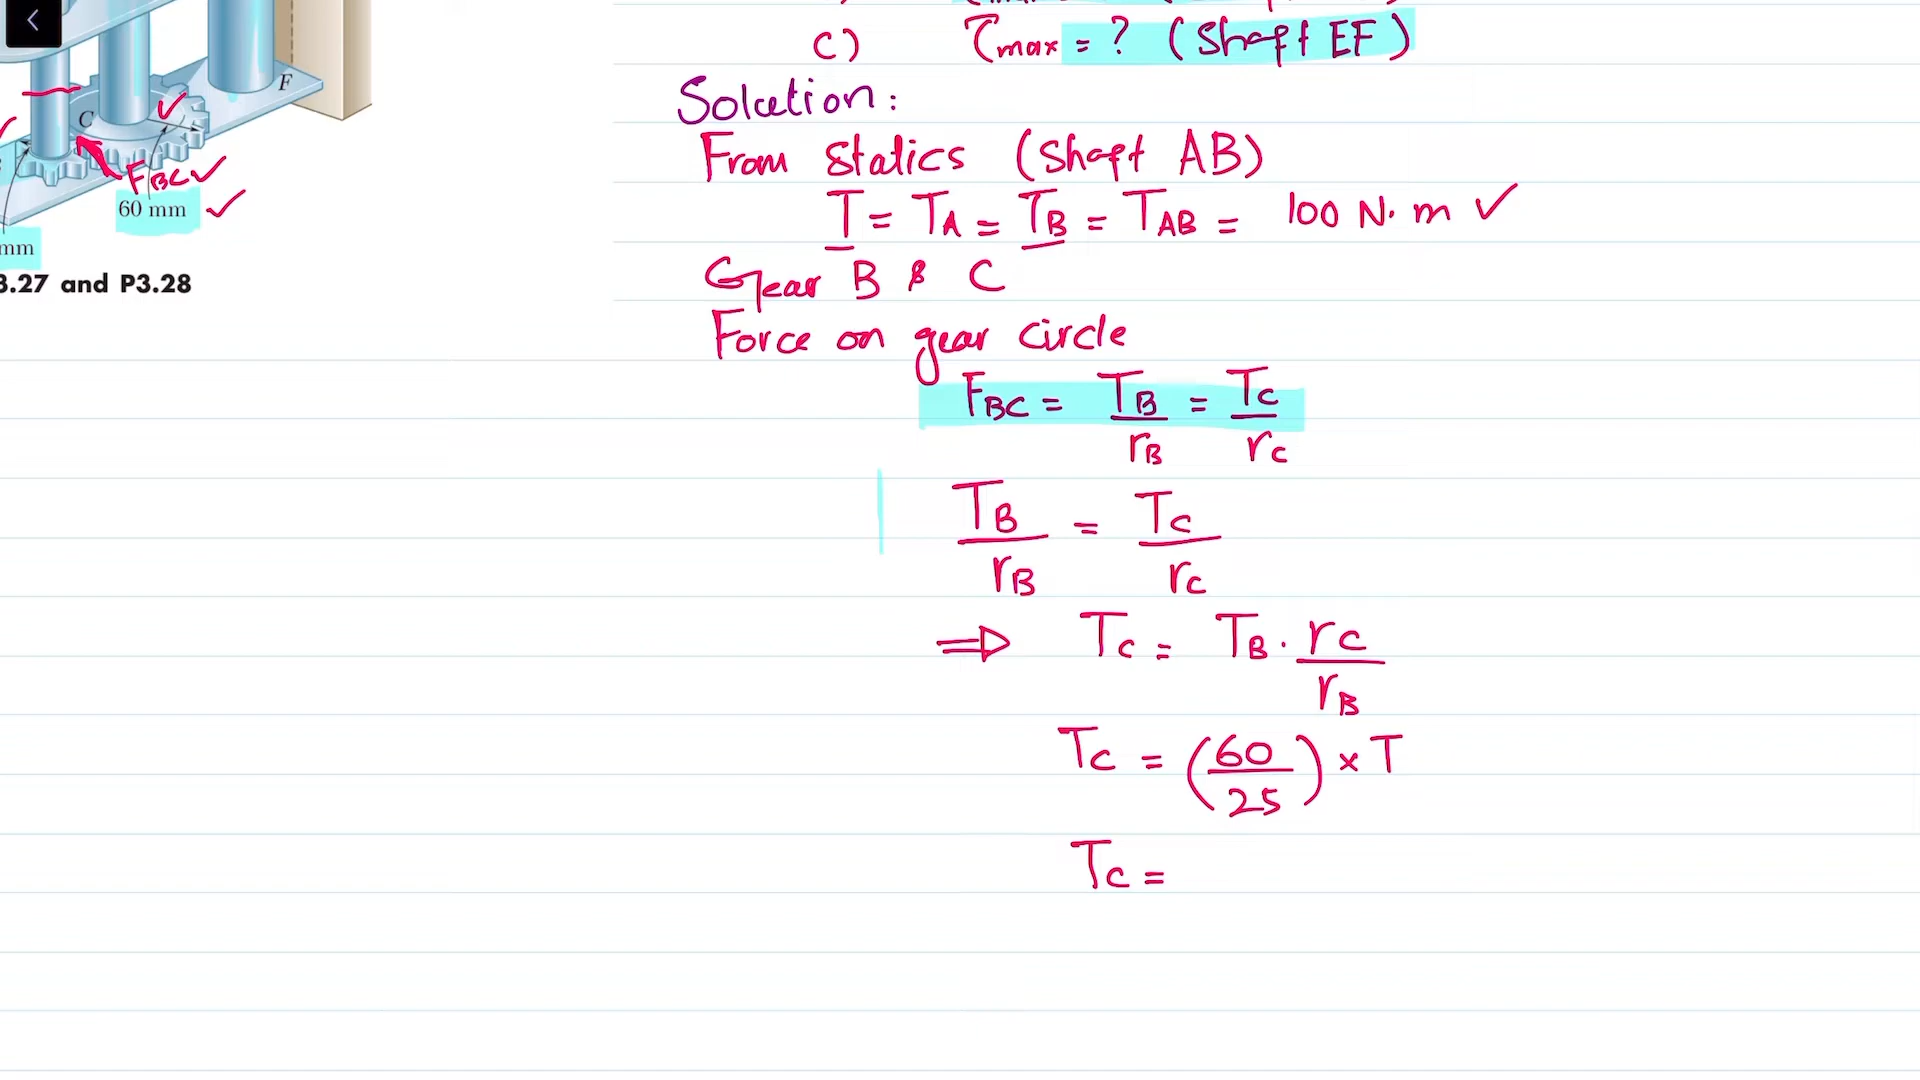 C) τmax = ? (Shaft EF)
Solution:
From statics (Shaft AB)
T = TA = TB = TAB = 100 N·m ✓
Gear B & C
Force on gear circle
FBC = TB/rB = TC/rC
TB/rB = TC/rC
⇒ TC = TB · rC/rB
TC = (60/25) × T
TC =
F
C
FBC ✓
60 mm ✓
mm
3.27 and P3.28